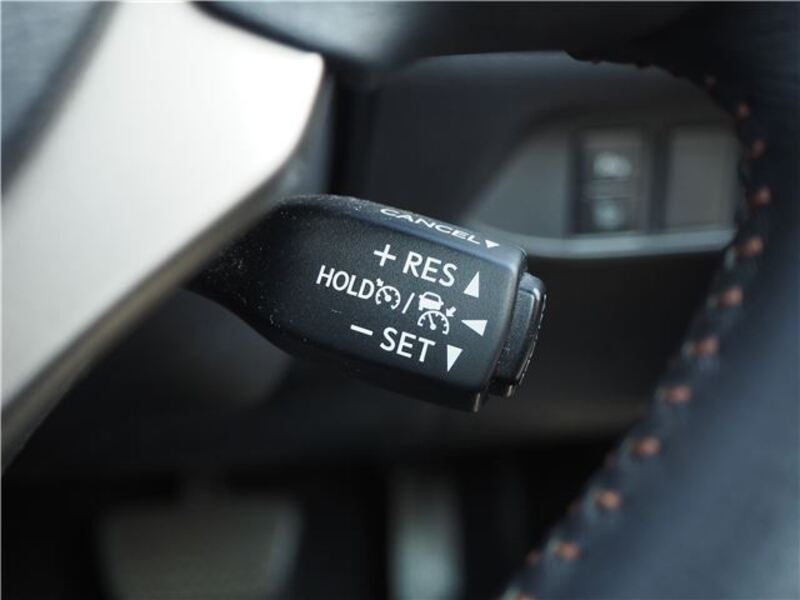 CANCEL
+ RES
HOLD /
− SET